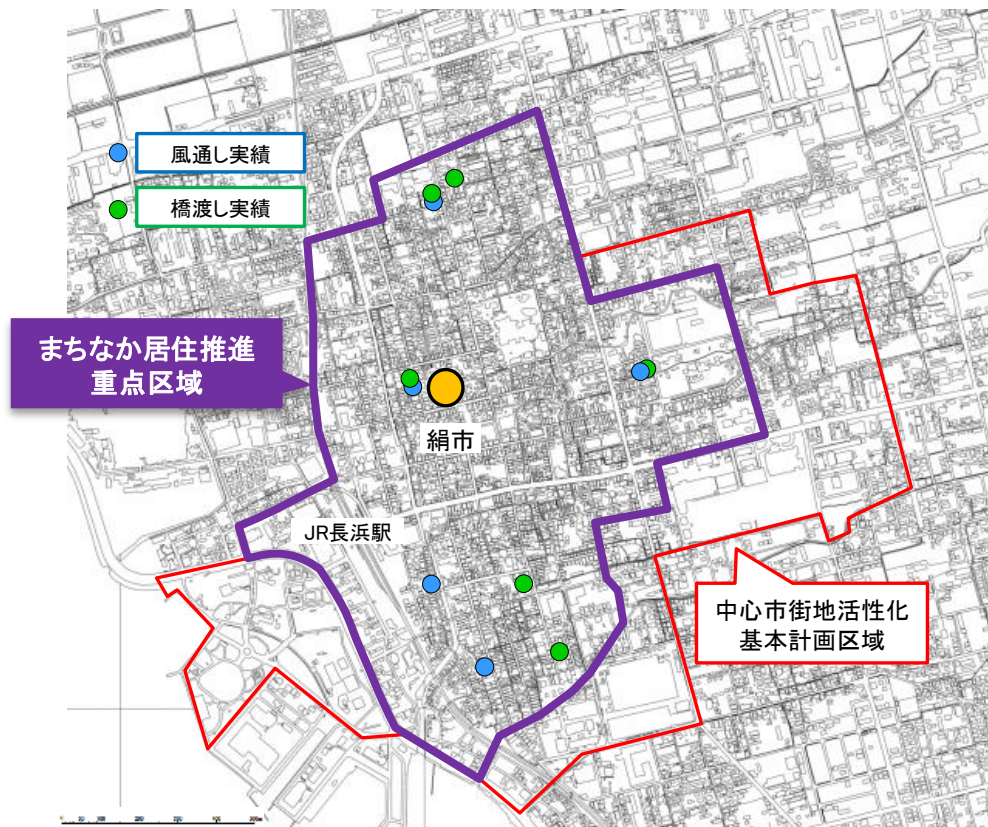 風通し実績
橋渡し実績
まちなか居住推進
重点区域
絹市
JR長浜駅
中心市街地活性化
基本計画区域